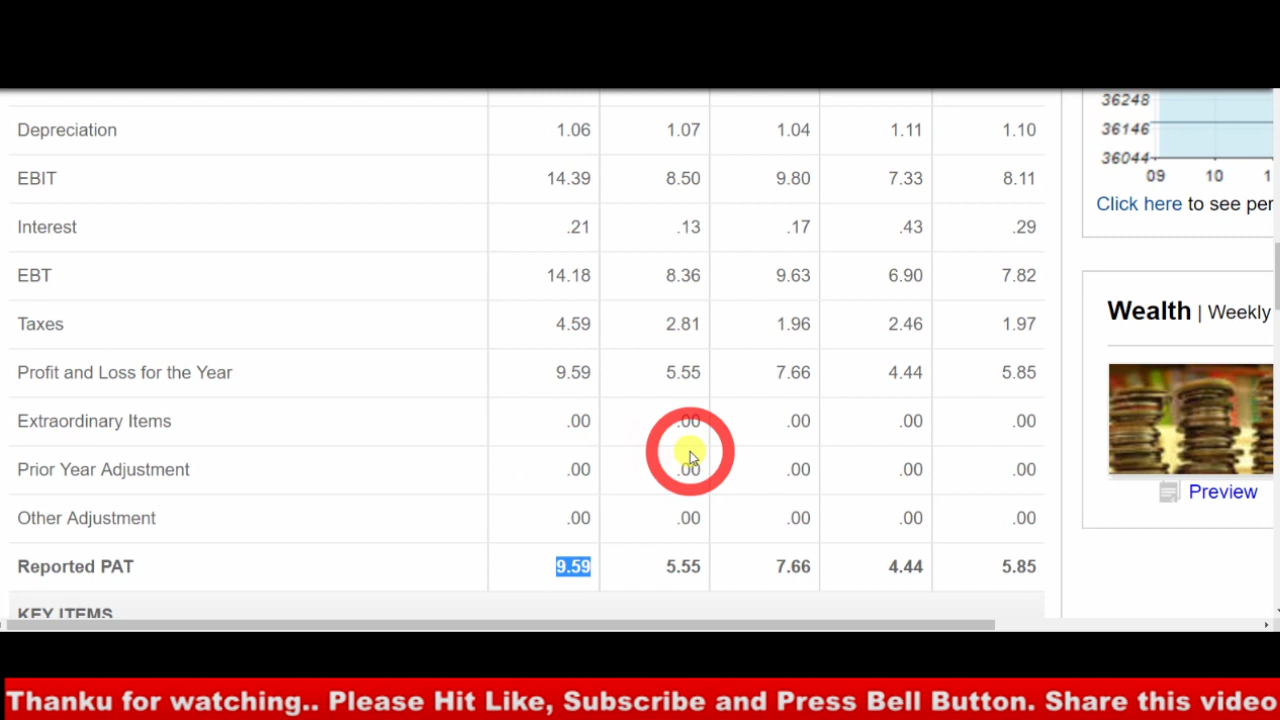 Depreciation 1.06 1.07 1.04 1.11 1.10
EBIT 14.39 8.50 9.80 7.33 8.11
Interest .21 .13 .17 .43 .29
EBT 14.18 8.36 9.63 6.90 7.82
Taxes 4.59 2.81 1.96 2.46 1.97
Profit and Loss for the Year 9.59 5.55 7.66 4.44 5.85
Extraordinary Items .00 .00 .00 .00 .00
Prior Year Adjustment .00 .00 .00 .00 .00
Other Adjustment .00 .00 .00 .00 .00
Reported PAT 9.59 5.55 7.66 4.44 5.85
KEY ITEMS
36248
36146
36044
09 10 1
Click here to see per
Wealth | Weekly
Preview
Thanku for watching.. Please Hit Like, Subscribe and Press Bell Button. Share this video